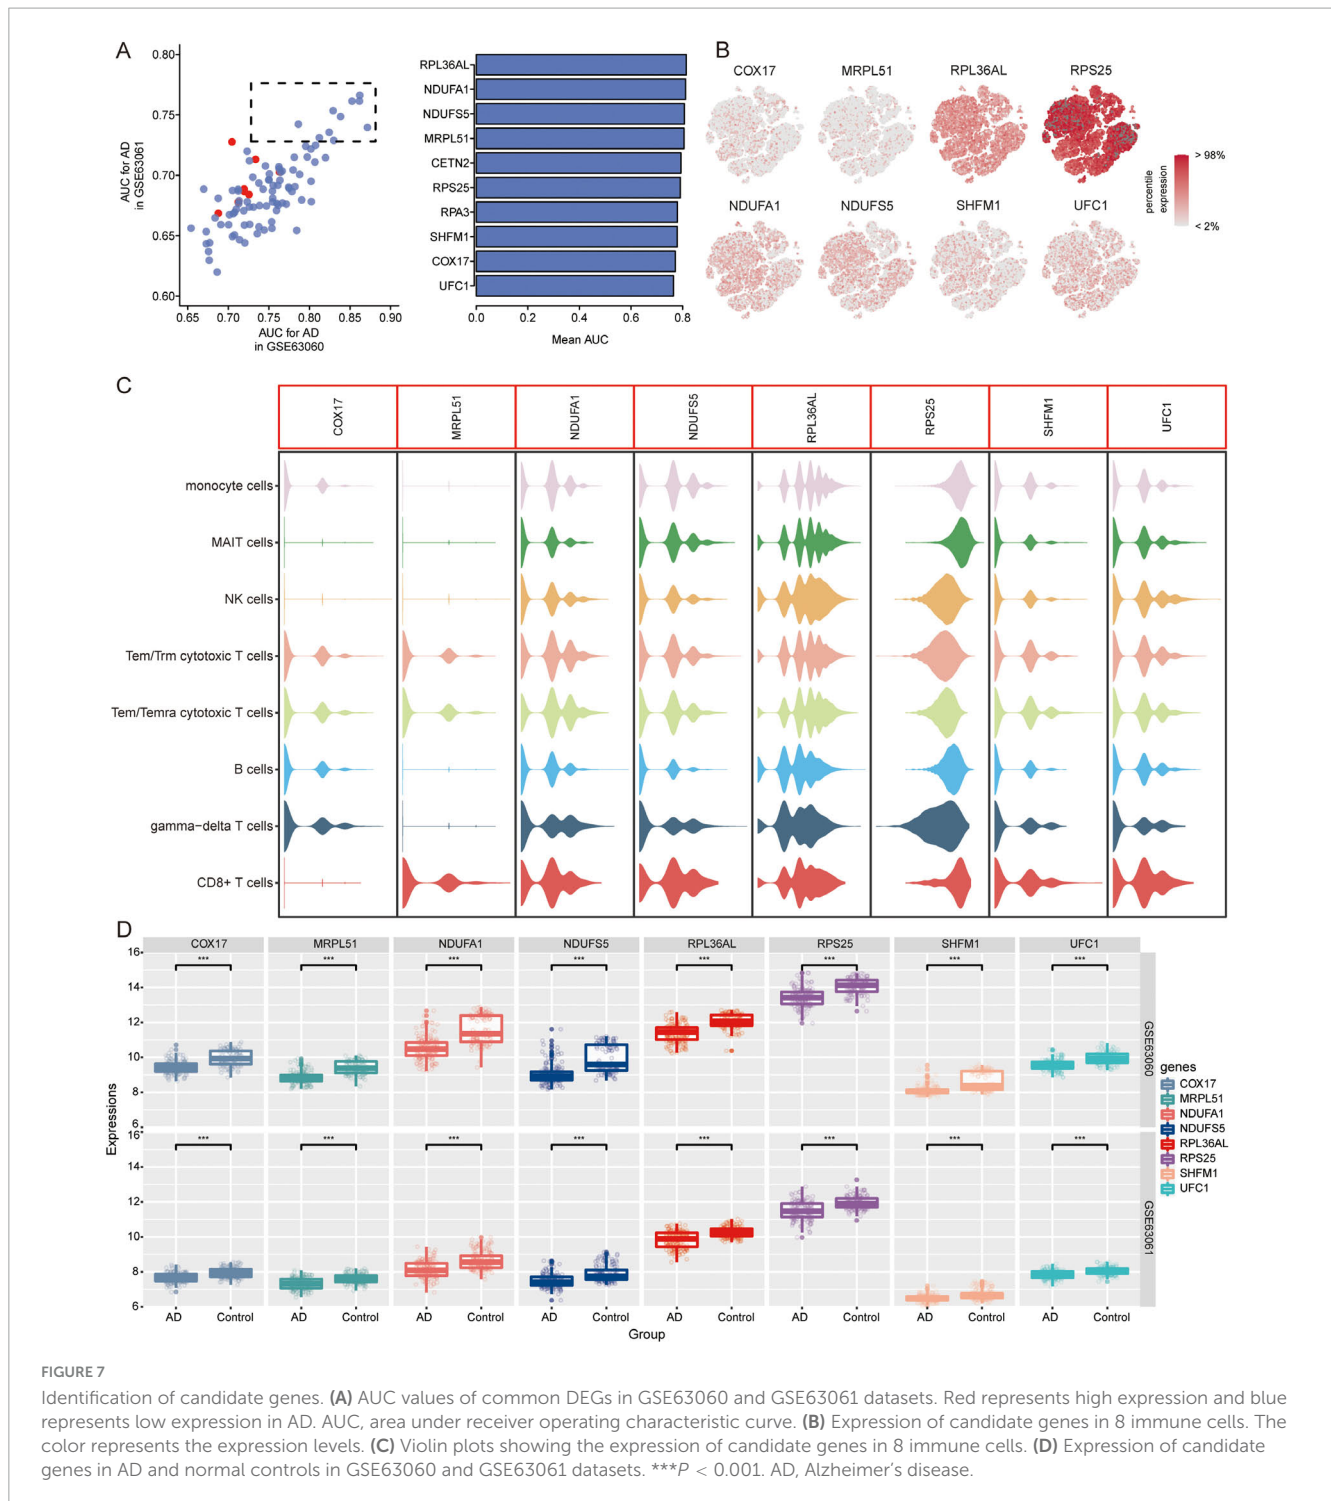 A
0.80
0.75
0.70
0.65
0.60
AUC for AD
in GSE63061
0.65 0.70 0.75 0.80 0.85 0.90
AUC for AD
in GSE63060
RPL36AL
NDUFA1
NDUFS5
MRPL51
CETN2
RPS25
RPA3
SHFM1
COX17
UFC1
0.0 0.2 0.4 0.6 0.8
Mean AUC
B
COX17 MRPL51 RPL36AL RPS25
NDUFA1 NDUFS5 SHFM1 UFC1
percentile
expression
> 98%
< 2%
C
COX17 MRPL51 NDUFA1 NDUFS5 RPL36AL RPS25 SHFM1 UFC1
monocyte cells
MAIT cells
NK cells
Tem/Trm cytotoxic T cells
Tem/Temra cytotoxic T cells
B cells
gamma−delta T cells
CD8+ T cells
D
COX17 MRPL51 NDUFA1 NDUFS5 RPL36AL RPS25 SHFM1 UFC1
*** *** *** *** *** *** *** ***
16
14
12
10
8
6
GSE63060
*** *** *** *** *** *** *** ***
16
14
12
10
8
6
GSE63061
Expressions
AD Control AD Control AD Control AD Control AD Control AD Control AD Control AD Control
Group
genes
COX17
MRPL51
NDUFA1
NDUFS5
RPL36AL
RPS25
SHFM1
UFC1
FIGURE 7
Identification of candidate genes. (A) AUC values of common DEGs in GSE63060 and GSE63061 datasets. Red represents high expression and blue
represents low expression in AD. AUC, area under receiver operating characteristic curve. (B) Expression of candidate genes in 8 immune cells. The
color represents the expression levels. (C) Violin plots showing the expression of candidate genes in 8 immune cells. (D) Expression of candidate
genes in AD and normal controls in GSE63060 and GSE63061 datasets. ***P < 0.001. AD, Alzheimer's disease.